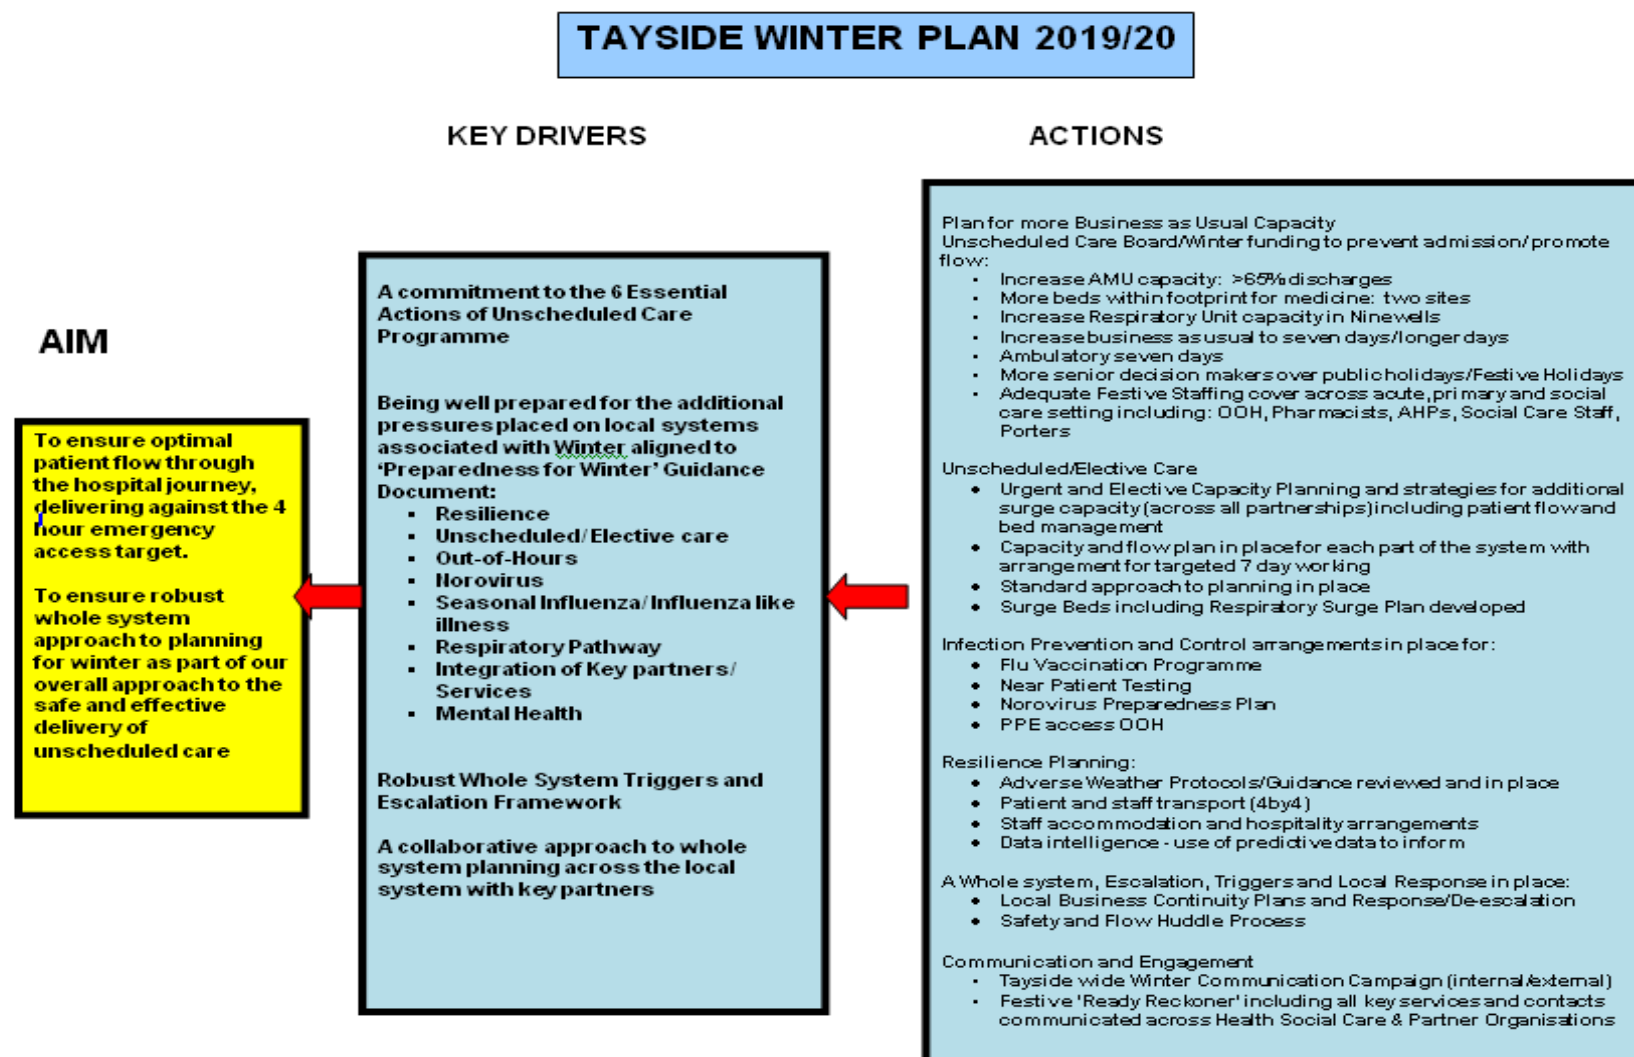 TAYSIDE WINTER PLAN 2019/20
KEY DRIVERS
ACTIONS
AIM
To ensure optimal
patient flow through
the hospital journey,
delivering against the 4
hour emergency
access target.
To ensure robust
whole system
approach to planning
for winter as part of our
overall approach to the
safe and effective
delivery of
unscheduled care
A commitment to the 6 Essential
Actions of Unscheduled Care
Programme
Being well prepared for the additional
pressures placed on local systems
associated with Winter aligned to
‘Preparedness for Winter’ Guidance
Document:
▪ Resilience
▪ Unscheduled/Elective care
▪ Out-of-Hours
▪ Norovirus
▪ Seasonal Influenza/Influenza like
illness
▪ Respiratory Pathway
▪ Integration of Key partners/
Services
▪ Mental Health
Robust Whole System Triggers and
Escalation Framework
A collaborative approach to whole
system planning across the local
system with key partners
Plan for more Business as Usual Capacity
Unscheduled Care Board/Winter funding to prevent admission/promote
flow:
• Increase AMU capacity: >65% discharges
• More beds within footprint for medicine: two sites
• Increase Respiratory Unit capacity in Ninewells
• Increase business as usual to seven days/longer days
• Ambulatory seven days
• More senior decision makers over public holidays/Festive Holidays
• Adequate Festive Staffing cover across acute, primary and social
care setting including: OOH, Pharmacists, AHPs, Social Care Staff,
Porters
Unscheduled/Elective Care
• Urgent and Elective Capacity Planning and strategies for additional
surge capacity (across all partnerships) including patient flow and
bed management
• Capacity and flow plan in place for each part of the system with
arrangement for targeted 7 day working
• Standard approach to planning in place
• Surge Beds including Respiratory Surge Plan developed
Infection Prevention and Control arrangements in place for:
• Flu Vaccination Programme
• Near Patient Testing
• Norovirus Preparedness Plan
• PPE access OOH
Resilience Planning:
• Adverse Weather Protocols/Guidance reviewed and in place
• Patient and staff transport (4by4)
• Staff accommodation and hospitality arrangements
• Data intelligence - use of predictive data to inform
A Whole system, Escalation, Triggers and Local Response in place:
• Local Business Continuity Plans and Response/De-escalation
• Safety and Flow Huddle Process
Communication and Engagement
• Tayside wide Winter Communication Campaign (internal/external)
• Festive 'Ready Reckoner' including all key services and contacts
communicated across Health Social Care & Partner Organisations